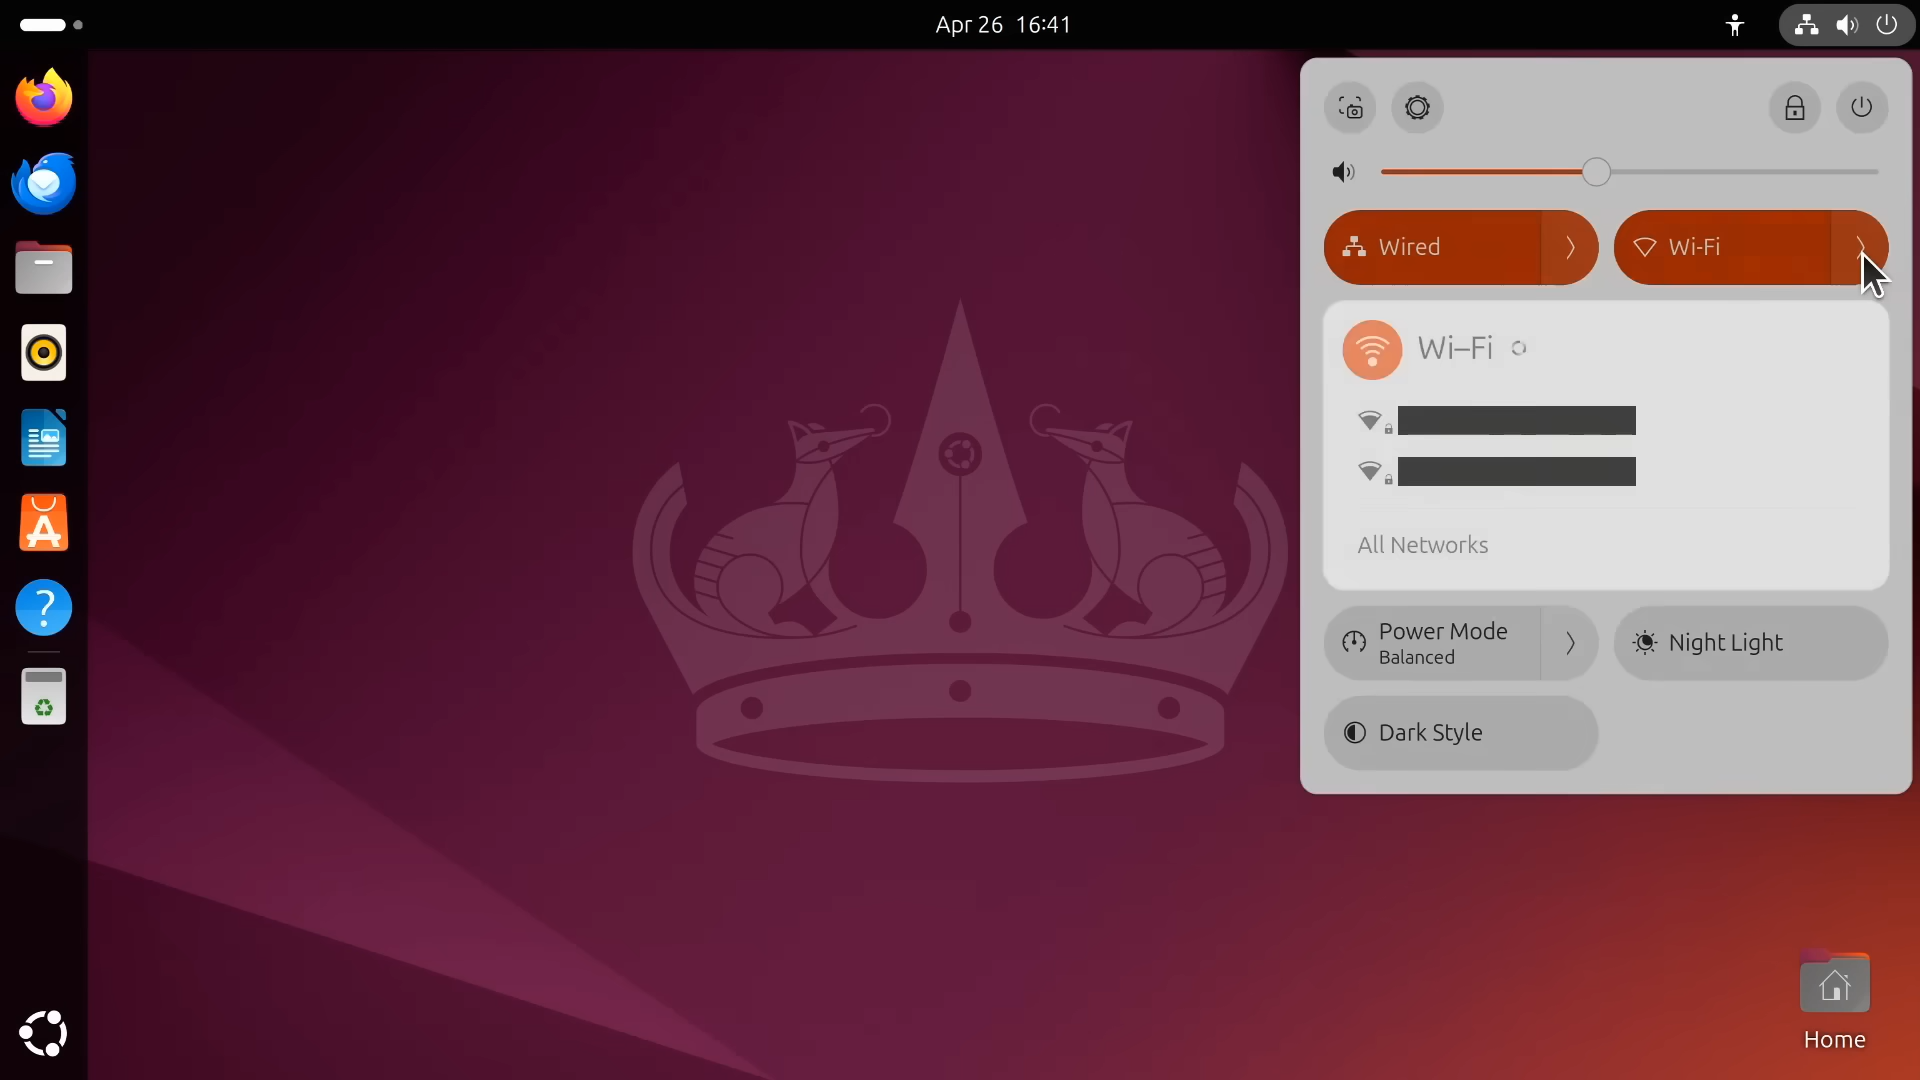 Apr 26 16:41
Wired
Wi-Fi
Wi–Fi
All Networks
Power Mode
Balanced
Night Light
Dark Style
Home